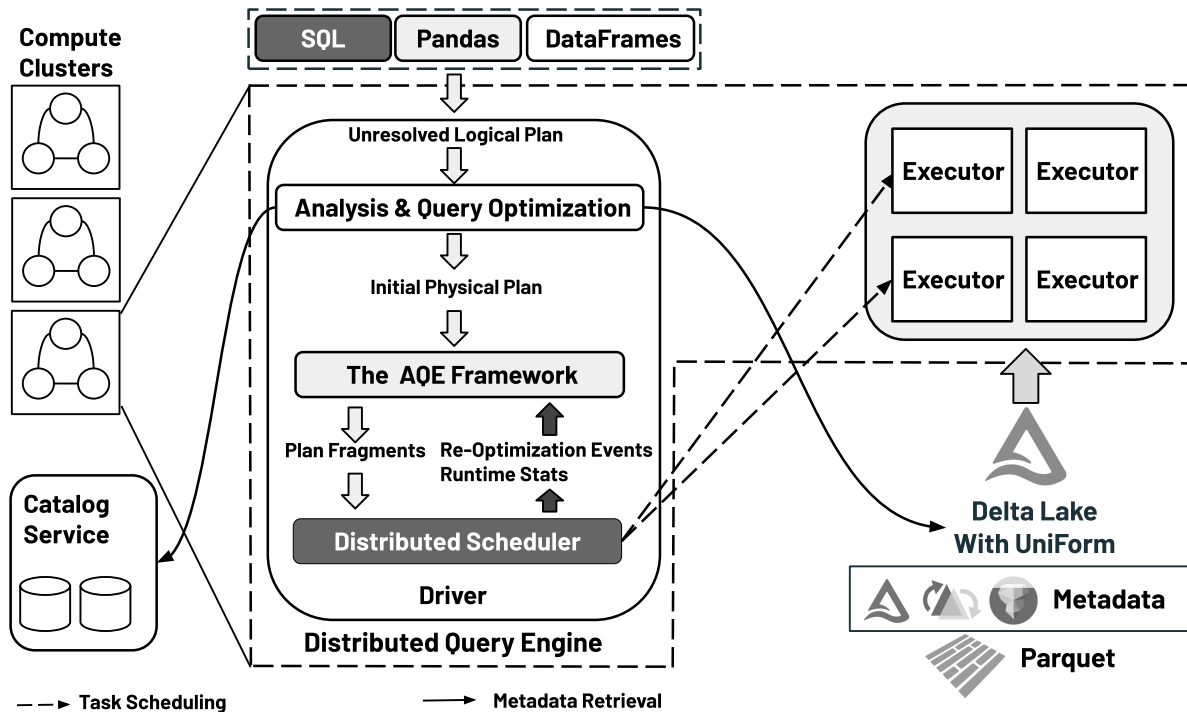 Compute
Clusters
SQL
Pandas
DataFrames
Unresolved Logical Plan
Analysis & Query Optimization
Initial Physical Plan
The AQE Framework
Plan Fragments
Re-Optimization Events
Runtime Stats
Distributed Scheduler
Driver
Distributed Query Engine
Executor
Executor
Executor
Executor
Catalog
Service
Delta Lake
With UniForm
Metadata
Parquet
Task Scheduling
Metadata Retrieval